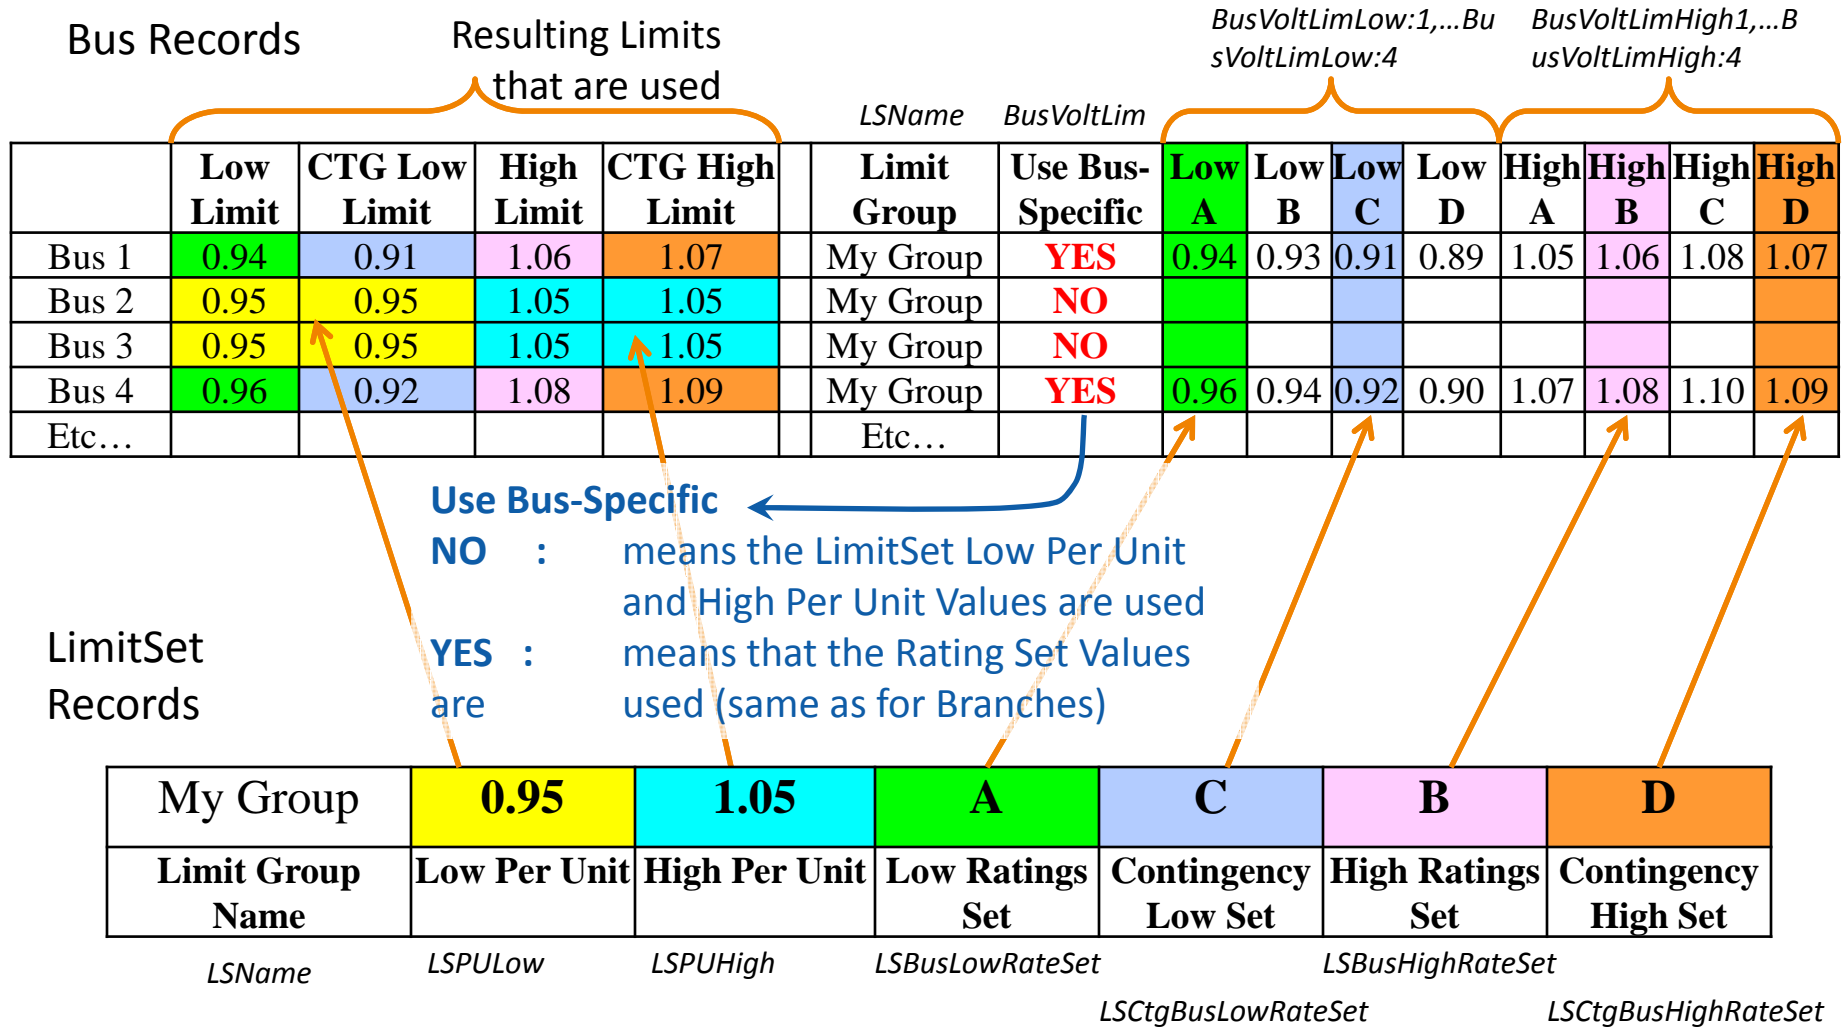 Bus Records
Resulting Limits
that are used
BusVoltLimLow:1,...Bu
sVoltLimLow:4
BusVoltLimHigh1,...B
usVoltLimHigh:4
LSName BusVoltLim
Low Limit CTG Low Limit High Limit CTG High Limit Limit Group Use Bus-Specific Low A Low B Low C Low D High A High B High C High D
Bus 1 0.94 0.91 1.06 1.07 My Group YES 0.94 0.93 0.91 0.89 1.05 1.06 1.08 1.07
Bus 2 0.95 0.95 1.05 1.05 My Group NO
Bus 3 0.95 0.95 1.05 1.05 My Group NO
Bus 4 0.96 0.92 1.08 1.09 My Group YES 0.96 0.94 0.92 0.90 1.07 1.08 1.10 1.09
Etc... Etc...
Use Bus-Specific
NO : means the LimitSet Low Per Unit
and High Per Unit Values are used
YES : means that the Rating Set Values
are used (same as for Branches)
LimitSet
Records
My Group 0.95 1.05 A C B D
Limit Group Low Per Unit High Per Unit Low Ratings Contingency High Ratings Contingency
Name Set Low Set Set High Set
LSName LSPULow LSPUHigh LSBusLowRateSet LSBusHighRateSet
LSCtgBusLowRateSet LSCtgBusHighRateSet